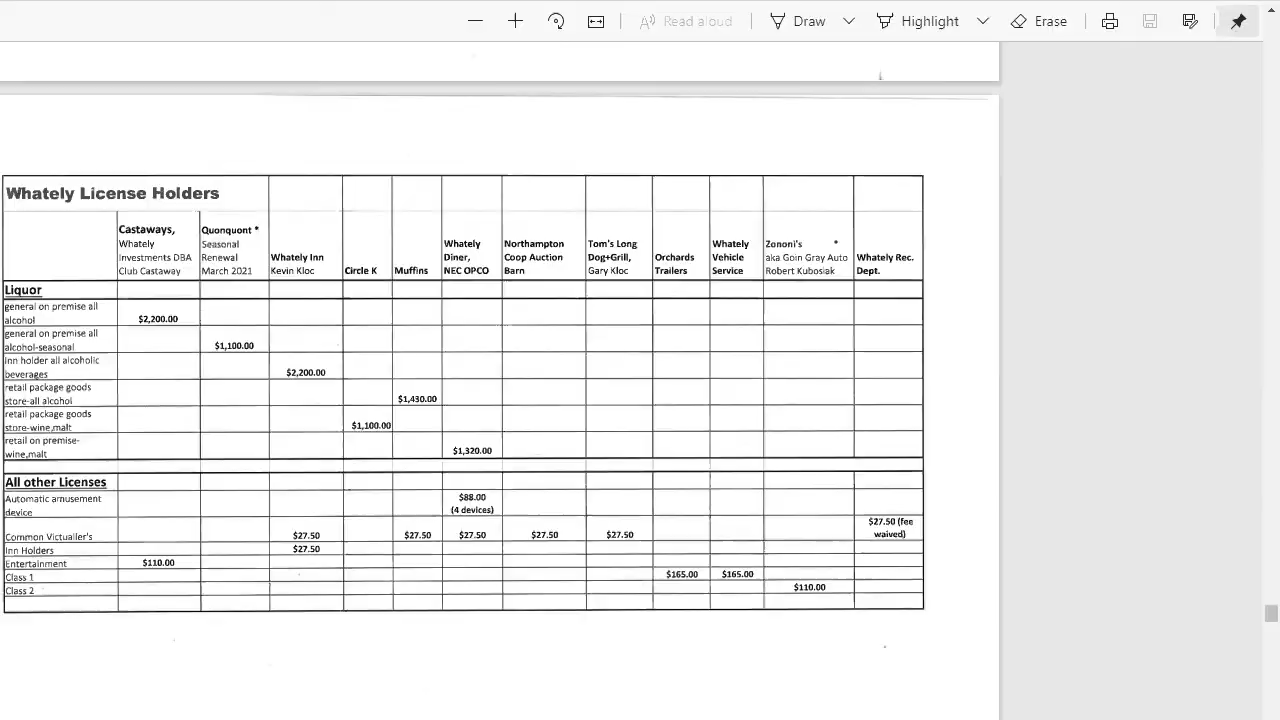 Read aloud
Draw
Highlight
Erase
Whately License Holders
Castaways,
Whately
Investments DBA
Club Castaway
Quonquont *
Seasonal
Renewal
March 2021
Whately Inn
Kevin Kloc
Circle K
Muffins
Whately
Diner,
NEC OPCO
Northampton
Coop Auction
Barn
Tom's Long
Dog+Grill,
Gary Kloc
Orchards
Trailers
Whately
Vehicle
Service
Zononi's *
aka Goin Gray Auto
Robert Kubosiak
Whately Rec.
Dept.
Liquor
general on premise all
alcohol $2,200.00
general on premise all
alcohol-seasonal $1,100.00
Inn holder all alcoholic
beverages $2,200.00
retail package goods
store-all alcohol $1,430.00
retail package goods
store-wine,malt $1,100.00
retail on premise-
wine,malt $1,320.00
All other Licenses
Automatic amusement $88.00
device (4 devices)
$27.50 (fee
Common Victualler's $27.50 $27.50 $27.50 $27.50 $27.50 waived)
Inn Holders $27.50
Entertainment $110.00
Class 1 $165.00 $165.00
Class 2 $110.00